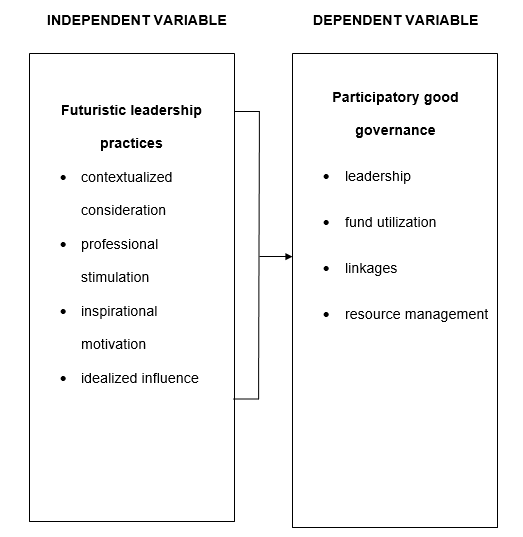 INDEPENDENT VARIABLE
Futuristic leadership
practices
• contextualized
consideration
• professional
stimulation
• inspirational
motivation
• idealized influence
DEPENDENT VARIABLE
Participatory good
governance
• leadership
• fund utilization
• linkages
• resource management